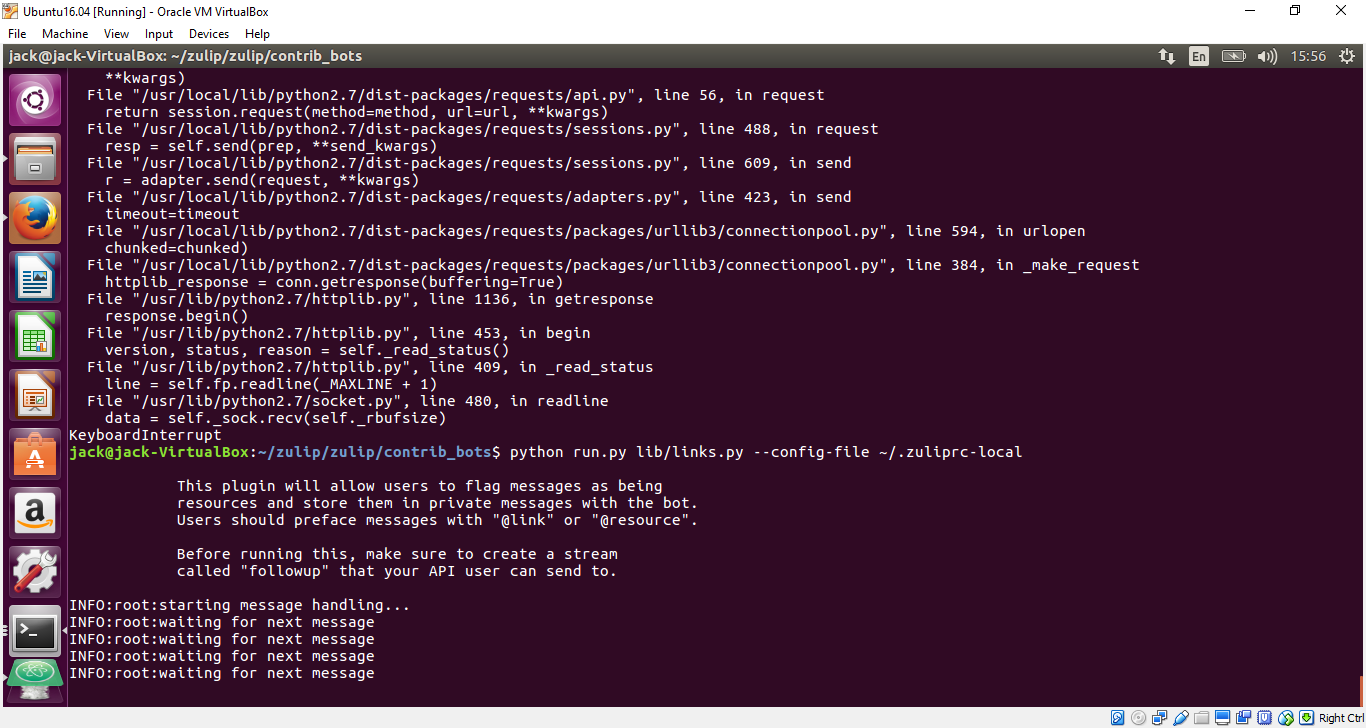 Ubuntu16.04 [Running] - Oracle VM VirtualBox
File Machine View Input Devices Help
jack@jack-VirtualBox: ~/zulip/zulip/contrib_bots En 15:56
**kwargs)
File "/usr/local/lib/python2.7/dist-packages/requests/api.py", line 56, in request
return session.request(method=method, url=url, **kwargs)
File "/usr/local/lib/python2.7/dist-packages/requests/sessions.py", line 488, in request
resp = self.send(prep, **send_kwargs)
File "/usr/local/lib/python2.7/dist-packages/requests/sessions.py", line 609, in send
r = adapter.send(request, **kwargs)
File "/usr/local/lib/python2.7/dist-packages/requests/adapters.py", line 423, in send
timeout=timeout
File "/usr/local/lib/python2.7/dist-packages/requests/packages/urllib3/connectionpool.py", line 594, in urlopen
chunked=chunked)
File "/usr/local/lib/python2.7/dist-packages/requests/packages/urllib3/connectionpool.py", line 384, in _make_request
httplib_response = conn.getresponse(buffering=True)
File "/usr/lib/python2.7/httplib.py", line 1136, in getresponse
response.begin()
File "/usr/lib/python2.7/httplib.py", line 453, in begin
version, status, reason = self._read_status()
File "/usr/lib/python2.7/httplib.py", line 409, in _read_status
line = self.fp.readline(_MAXLINE + 1)
File "/usr/lib/python2.7/socket.py", line 480, in readline
data = self._sock.recv(self._rbufsize)
KeyboardInterrupt
jack@jack-VirtualBox:~/zulip/zulip/contrib_bots$ python run.py lib/links.py --config-file ~/.zuliprc-local
This plugin will allow users to flag messages as being
resources and store them in private messages with the bot.
Users should preface messages with "@link" or "@resource".
Before running this, make sure to create a stream
called "followup" that your API user can send to.
INFO:root:starting message handling...
INFO:root:waiting for next message
INFO:root:waiting for next message
INFO:root:waiting for next message
INFO:root:waiting for next message
Right Ctrl